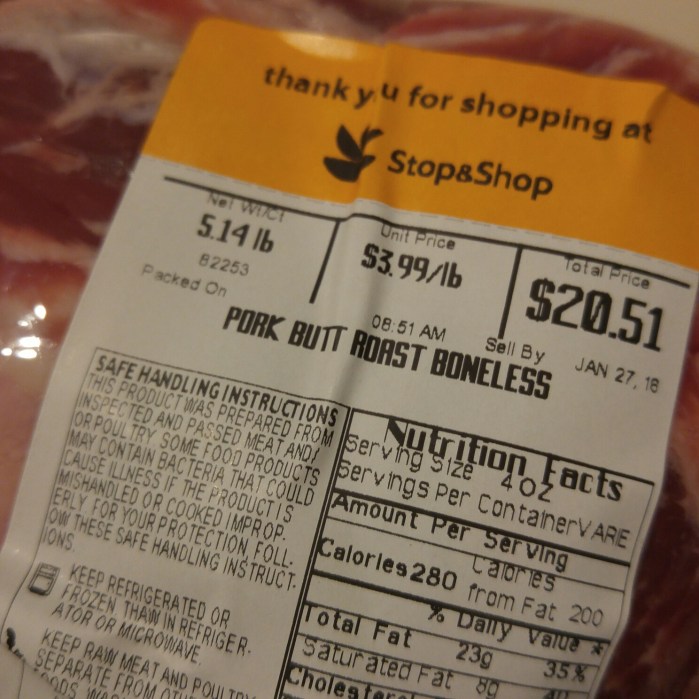 thank y u for shopping at
Stop&Shop
Net Wt/Ct
5.14 lb
Unit Price
$3.99/lb
Total Price
$20.51
82253
Packed On
08:51 AM
Sell By
JAN 27, 18
PORK BUTT ROAST BONELESS
SAFE HANDLING INSTRUCTIONS
THIS PRODUCT WAS PREPARED FROM
INSPECTED AND PASSED MEAT AND/
OR POULTRY SOME FOOD PRODUCTS
MAY CONTAIN BACTERIA THAT COULD
CAUSE ILLNESS IF THE PRODUCT IS
MISHANDLED OR COOKED IMPROP.
ERLY FOR YOUR PROTECTION, FOLL-
OW THESE SAFE HANDLING INSTRUCT-
IONS
KEEP REFRIGERATED OR
FROZEN THAW IN REFRIGER-
ATOR OR MICROWAVE
KEEP RAW MEAT AND POULTRY
SEPARATE FROM
Nutrition Facts
Serving Size 4 OZ
Servings Per ContainerVARIE
Amount Per Serving
Calories 280
Calories
from Fat 200
% Daily Value *
Total Fat 23g 35%
Saturated Fat 8g